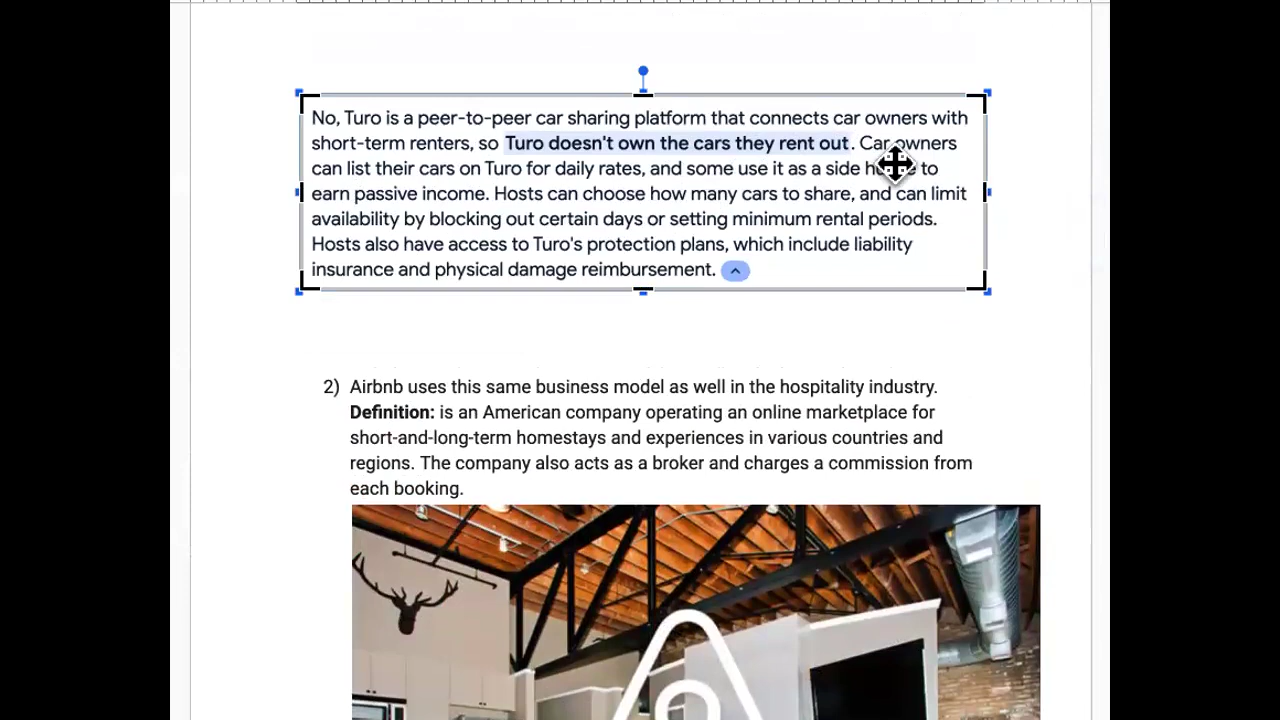 No, Turo is a peer-to-peer car sharing platform that connects car owners with
short-term renters, so Turo doesn't own the cars they rent out. Car owners
can list their cars on Turo for daily rates, and some use it as a side to
earn passive income. Hosts can choose how many cars to share, and can limit
availability by blocking out certain days or setting minimum rental periods.
Hosts also have access to Turo's protection plans, which include liability
insurance and physical damage reimbursement.
2) Airbnb uses this same business model as well in the hospitality industry.
Definition: is an American company operating an online marketplace for
short-and-long-term homestays and experiences in various countries and
regions. The company also acts as a broker and charges a commission from
each booking.